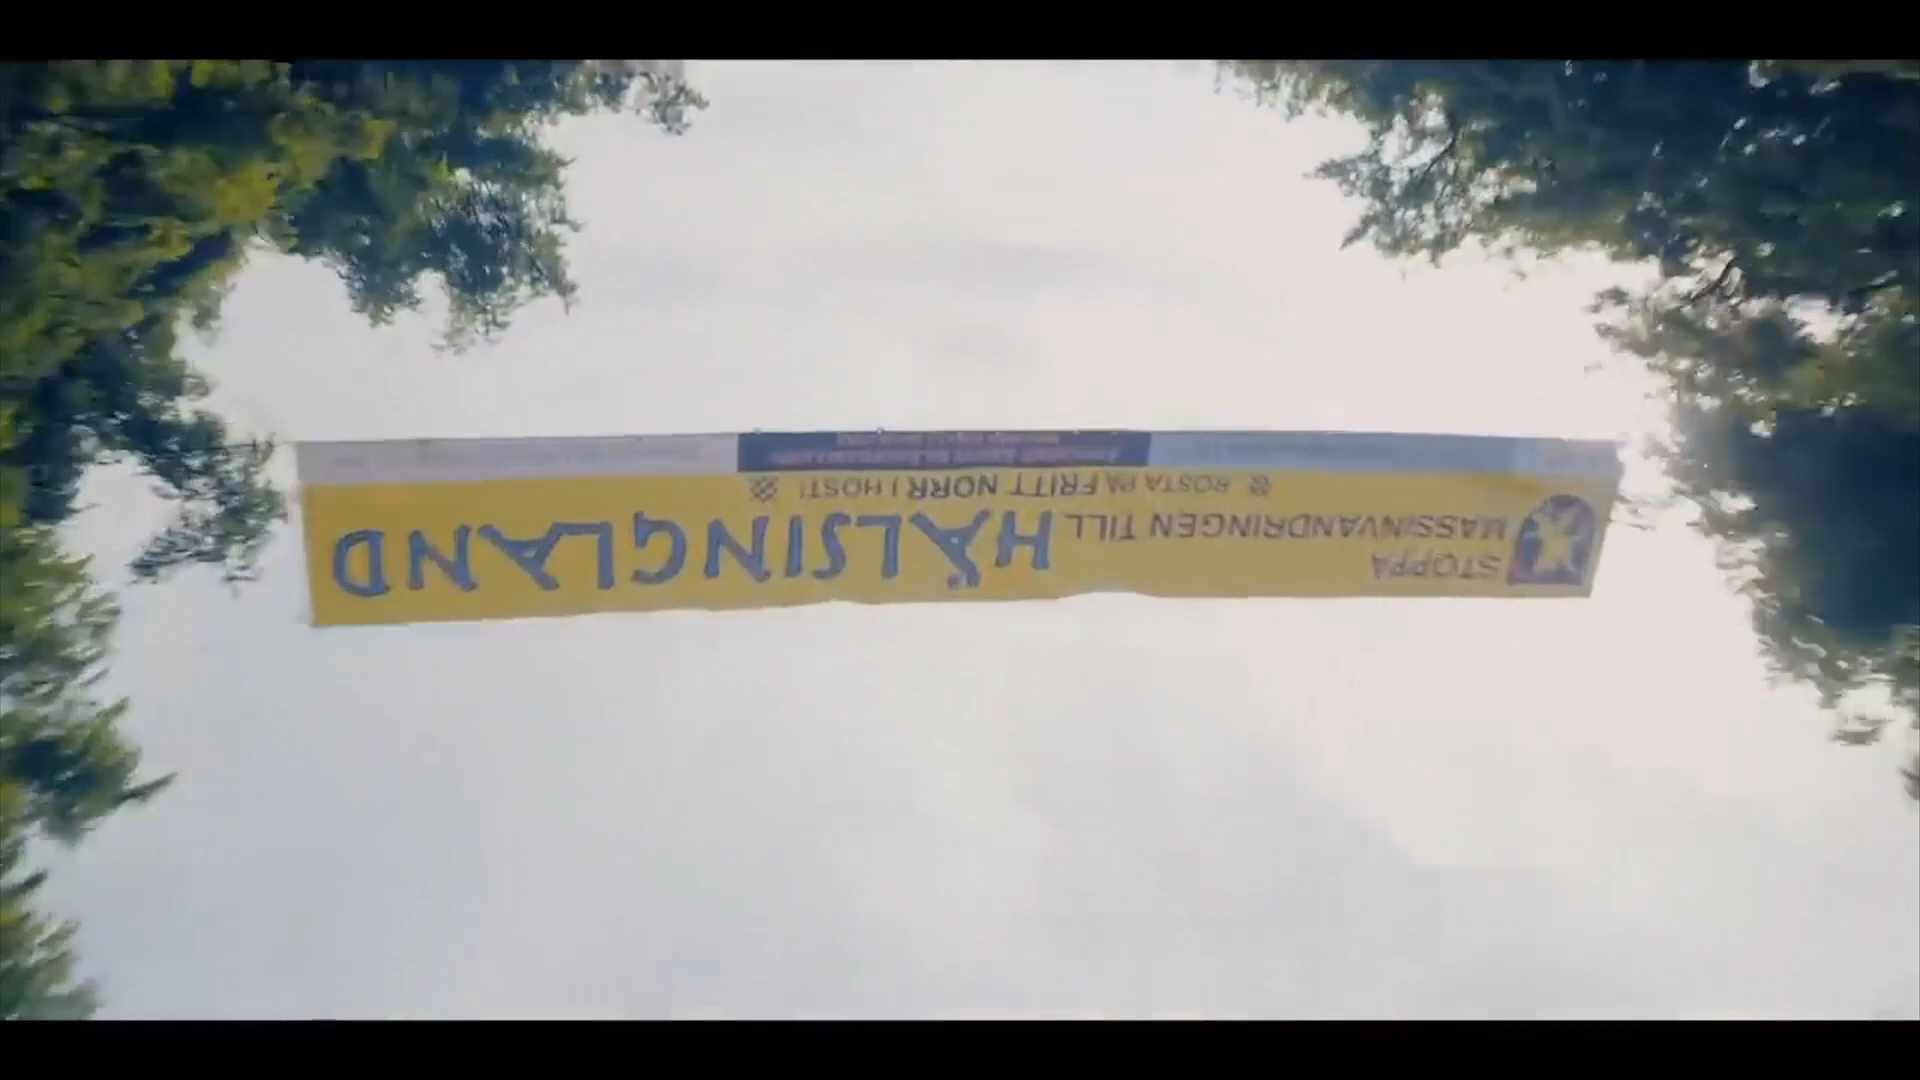 STOPPA
MASSINVANDRINGEN TILL HÄLSINGLAND
RÖSTA PÅ FRITT NORR I HÖST!